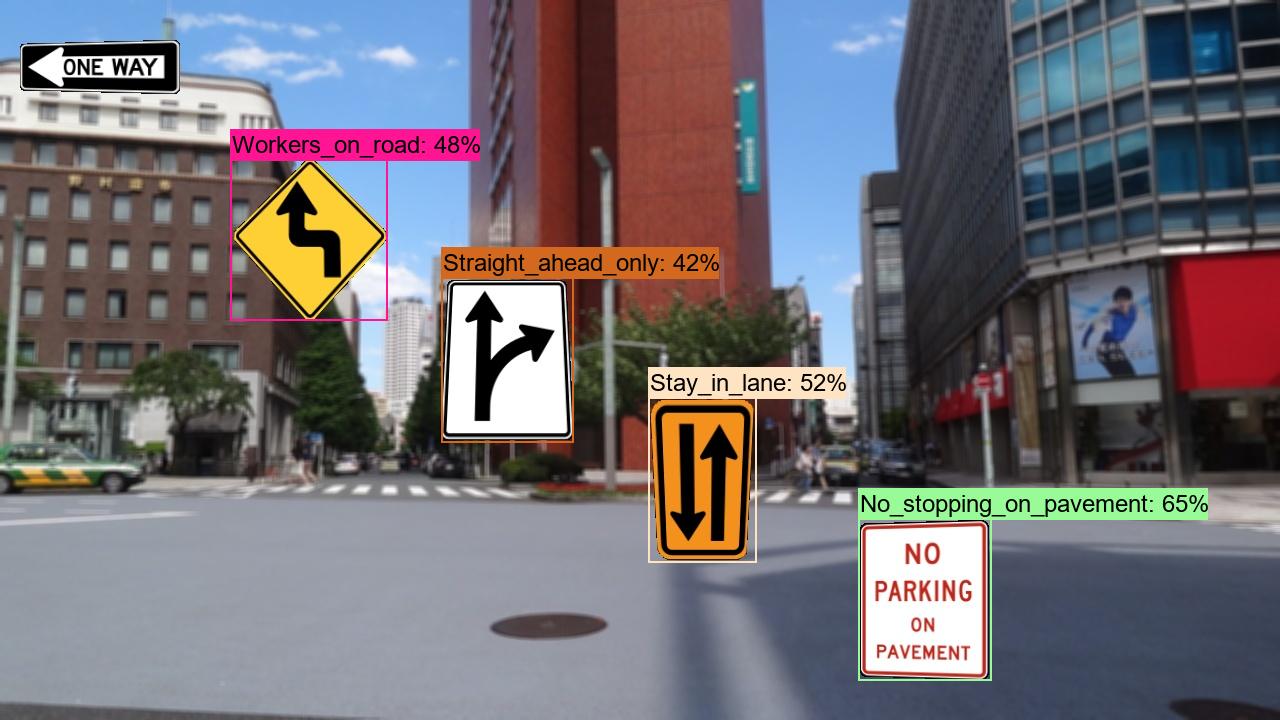 ONE WAY
Workers_on_road: 48%
Straight_ahead_only: 42%
Stay_in_lane: 52%
No_stopping_on_pavement: 65%
NO
PARKING
ON
PAVEMENT